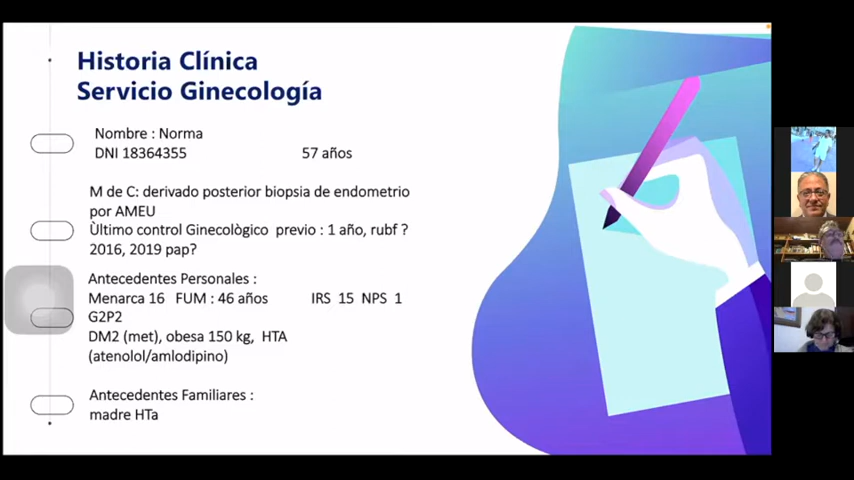 Historia Clínica
Servicio Ginecología
Nombre : Norma
DNI 18364355 57 años
M de C: derivado posterior biopsia de endometrio
por AMEU
Ùltimo control Ginecològico previo : 1 año, rubf ?
2016, 2019 pap?
Antecedentes Personales :
Menarca 16 FUM : 46 años IRS 15 NPS 1
G2P2
DM2 (met), obesa 150 kg, HTA
(atenolol/amlodipino)
Antecedentes Familiares :
madre HTa